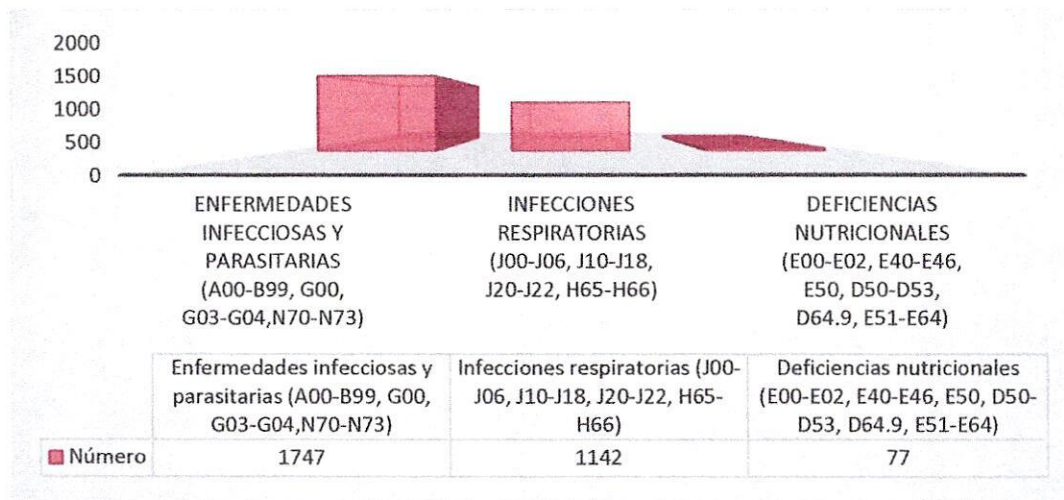 2000
1500
1000
500
0
ENFERMEDADES
INFECCIOSAS Y
PARASITARIAS
(A00-B99, G00,
G03-G04,N70-N73)
INFECCIONES
RESPIRATORIAS
(J00-J06, J10-J18,
J20-J22, H65-H66)
DEFICIENCIAS
NUTRICIONALES
(E00-E02, E40-E46,
E50, D50-D53,
D64.9, E51-E64)
Enfermedades infecciosas y
parasitarias (A00-B99, G00,
G03-G04,N70-N73)
Infecciones respiratorias (J00-
J06, J10-J18, J20-J22, H65-
H66)
Deficiencias nutricionales
(E00-E02, E40-E46, E50, D50-
D53, D64.9, E51-E64)
Número 1747 1142 77